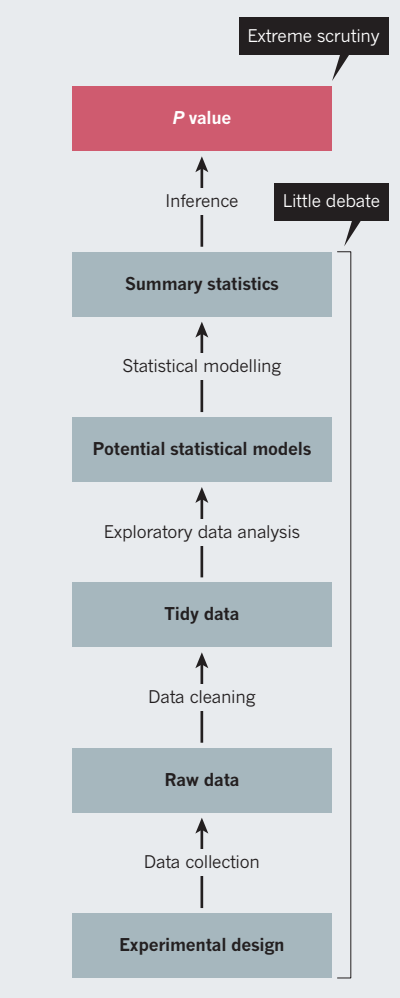 Extreme scrutiny
P value
Inference
Little debate
Summary statistics
Statistical modelling
Potential statistical models
Exploratory data analysis
Tidy data
Data cleaning
Raw data
Data collection
Experimental design